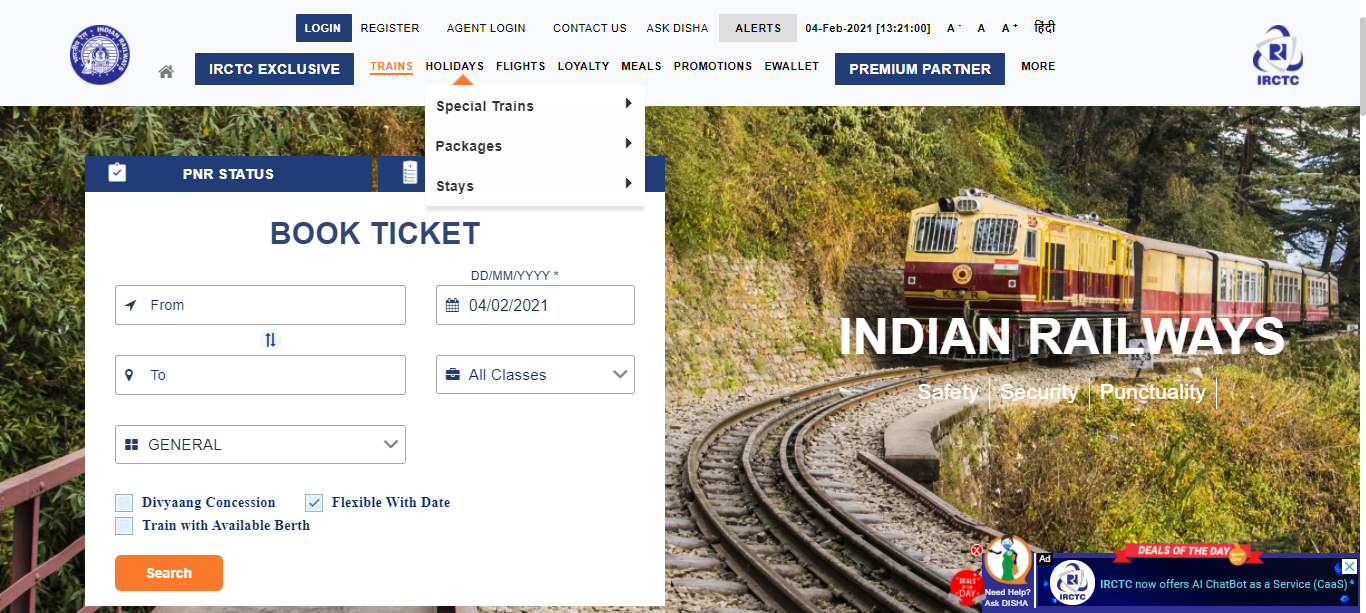 LOGIN REGISTER AGENT LOGIN CONTACT US ASK DISHA ALERTS 04-Feb-2021 [13:21:00] A- A A+ हिंदी
IRCTC EXCLUSIVE TRAINS HOLIDAYS FLIGHTS LOYALTY MEALS PROMOTIONS EWALLET PREMIUM PARTNER MORE
IRCTC
Special Trains
Packages
Stays
PNR STATUS
BOOK TICKET
DD/MM/YYYY *
From
04/02/2021
To
All Classes
GENERAL
Divyaang Concession
Flexible With Date
Train with Available Berth
Search
INDIAN RAILWAYS
Safety Security Punctuality
DEALS OF THE DAY
Ad
Need Help?
Ask DISHA
IRCTC
IRCTC now offers AI ChatBot as a Service (CaaS)